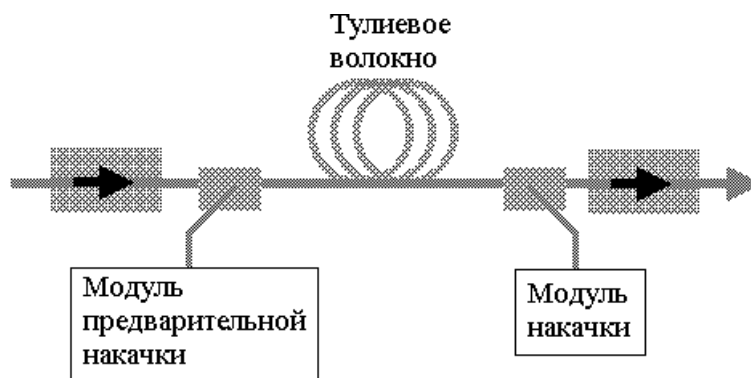 Тулиевое
волокно
Модуль
предварительной
накачки
Модуль
накачки